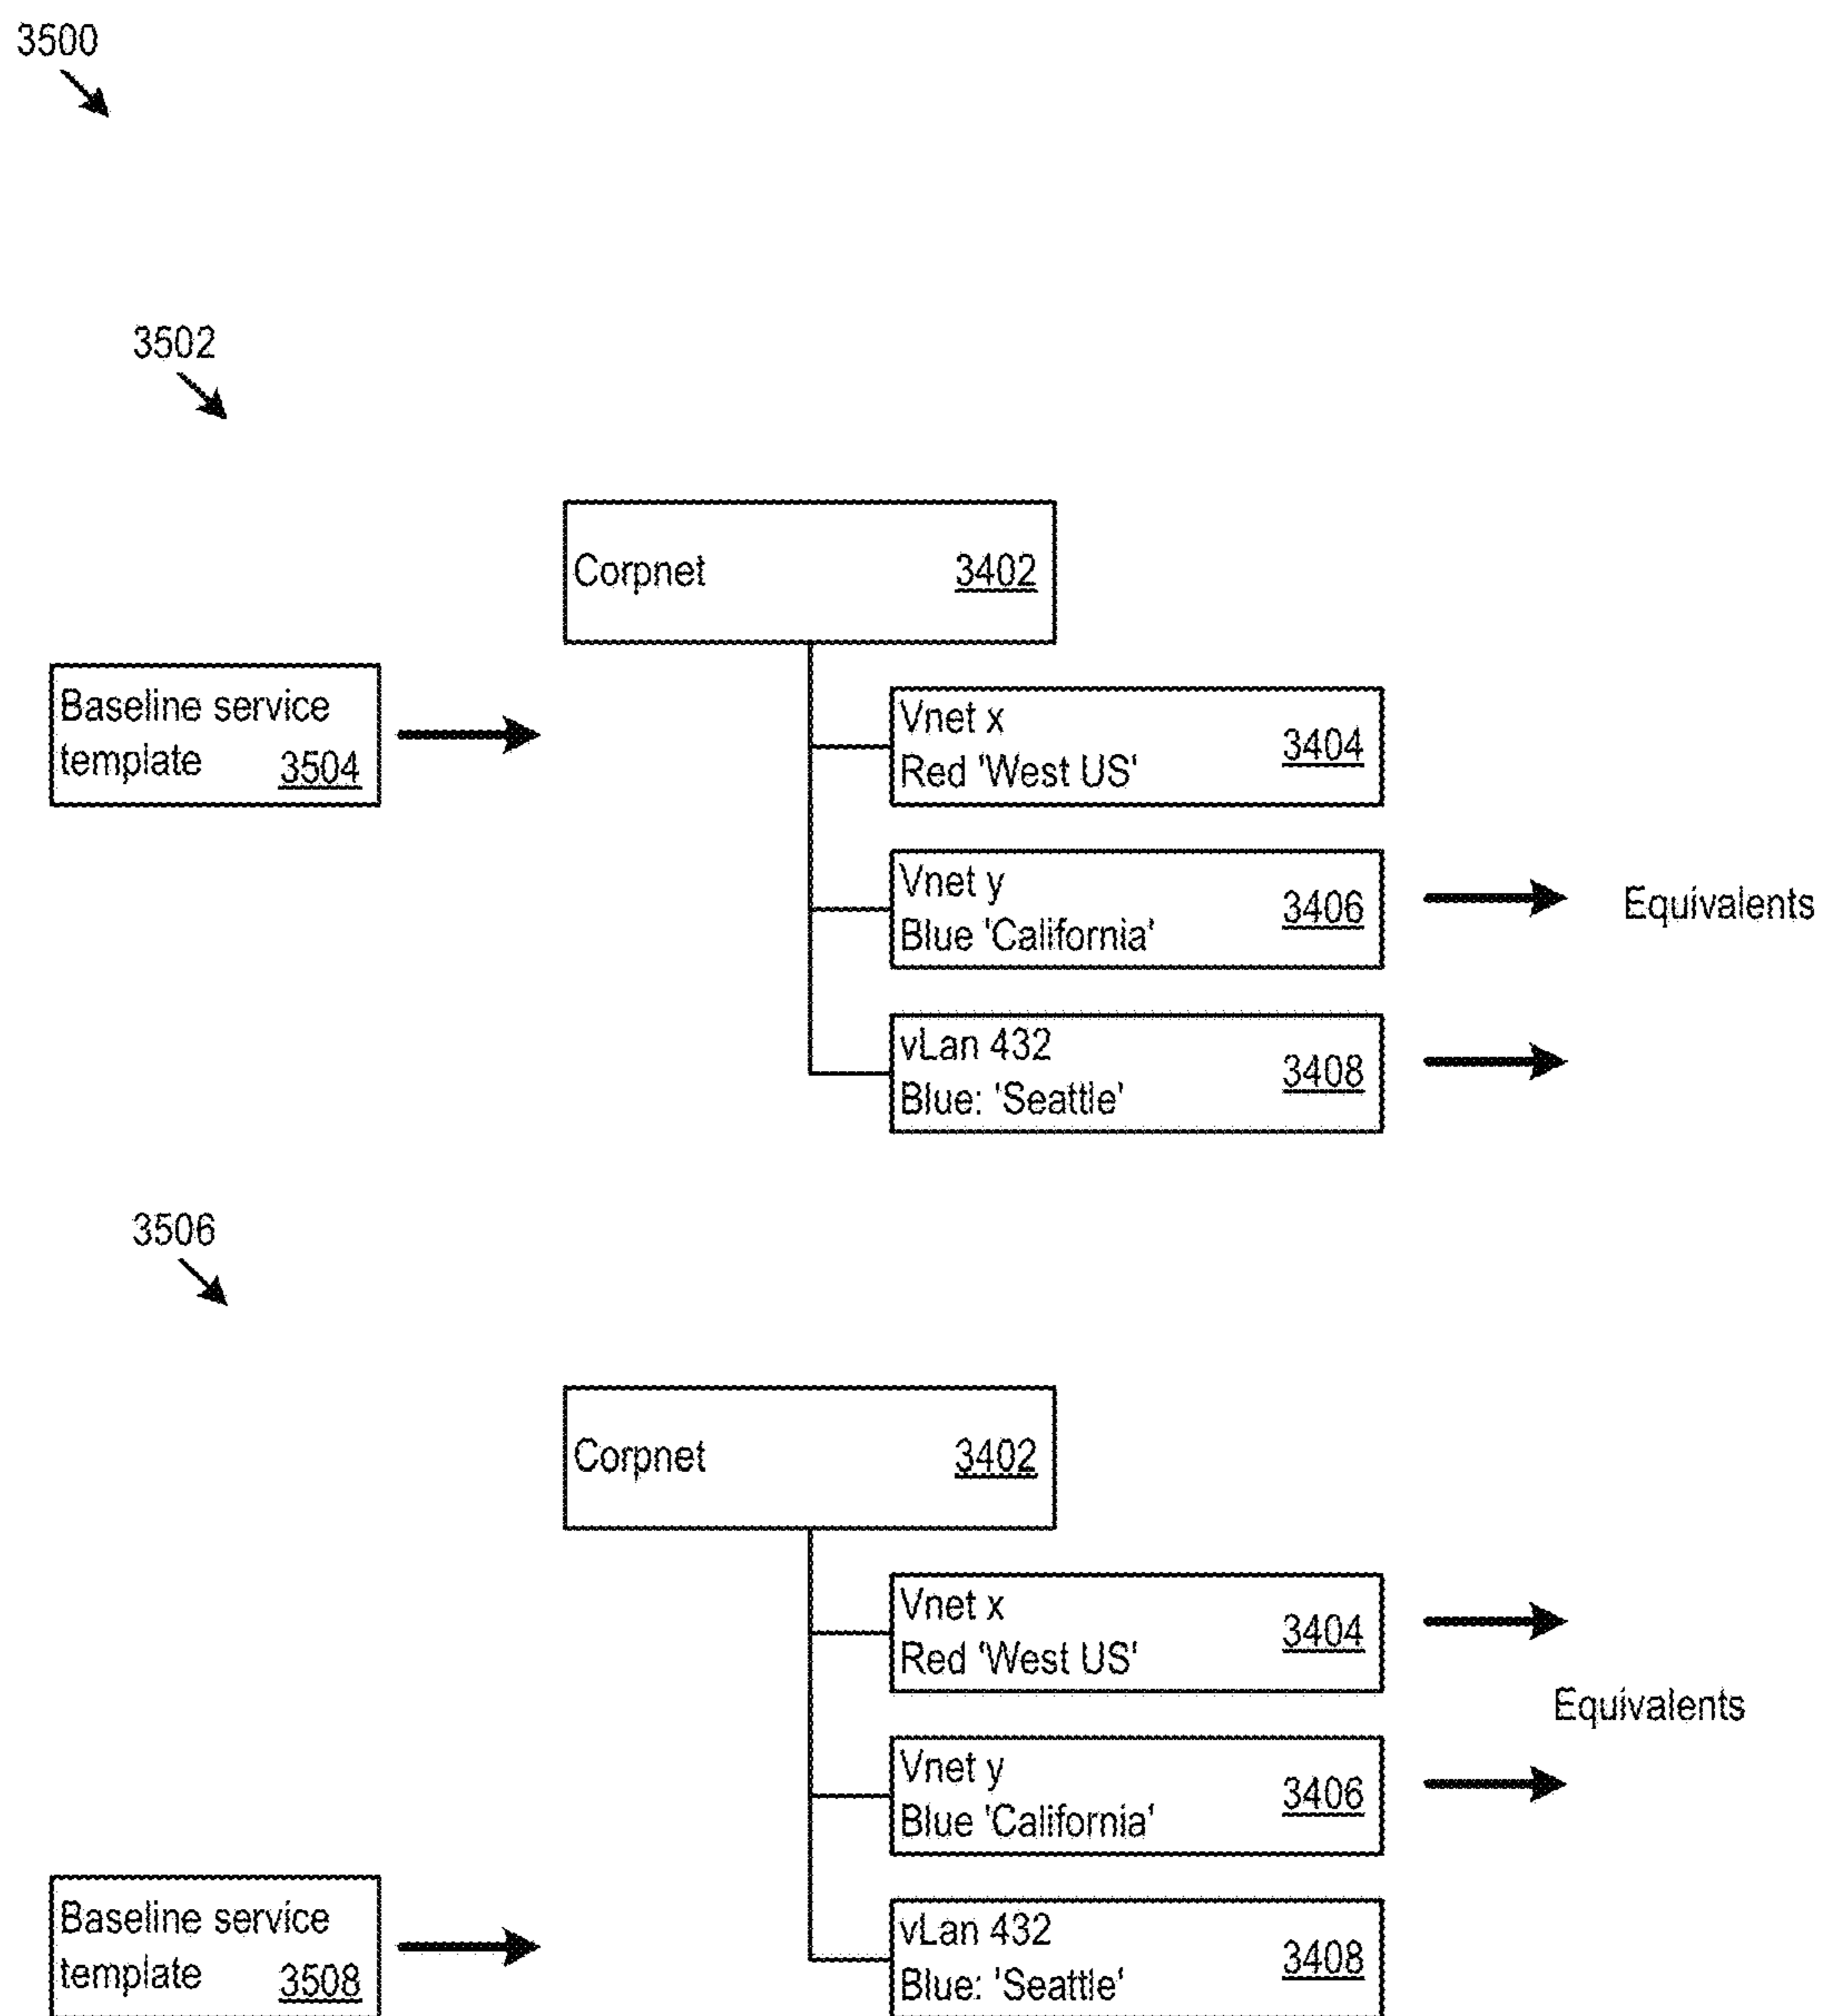 3500
3502
Corpnet 3402
Baseline service
template 3504
Vnet x
Red 'West US' 3404
Vnet y
Blue 'California' 3406
Equivalents
vLan 432
Blue: 'Seattle' 3408
3506
Corpnet 3402
Vnet x
Red 'West US' 3404
Equivalents
Vnet y
Blue 'California' 3406
Baseline service
template 3508
vLan 432
Blue: 'Seattle' 3408